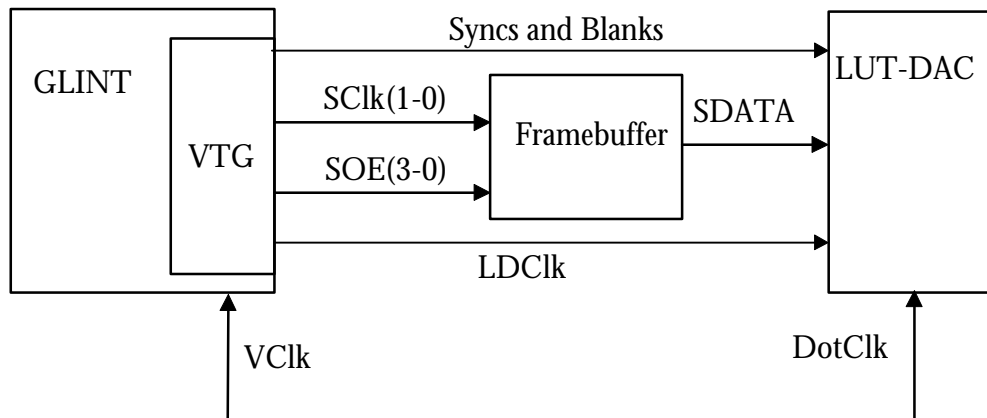 Syncs and Blanks
GLINT
LUT-DAC
SClk(1-0)
SDATA
Framebuffer
VTG
SOE(3-0)
LDClk
VClk
DotClk